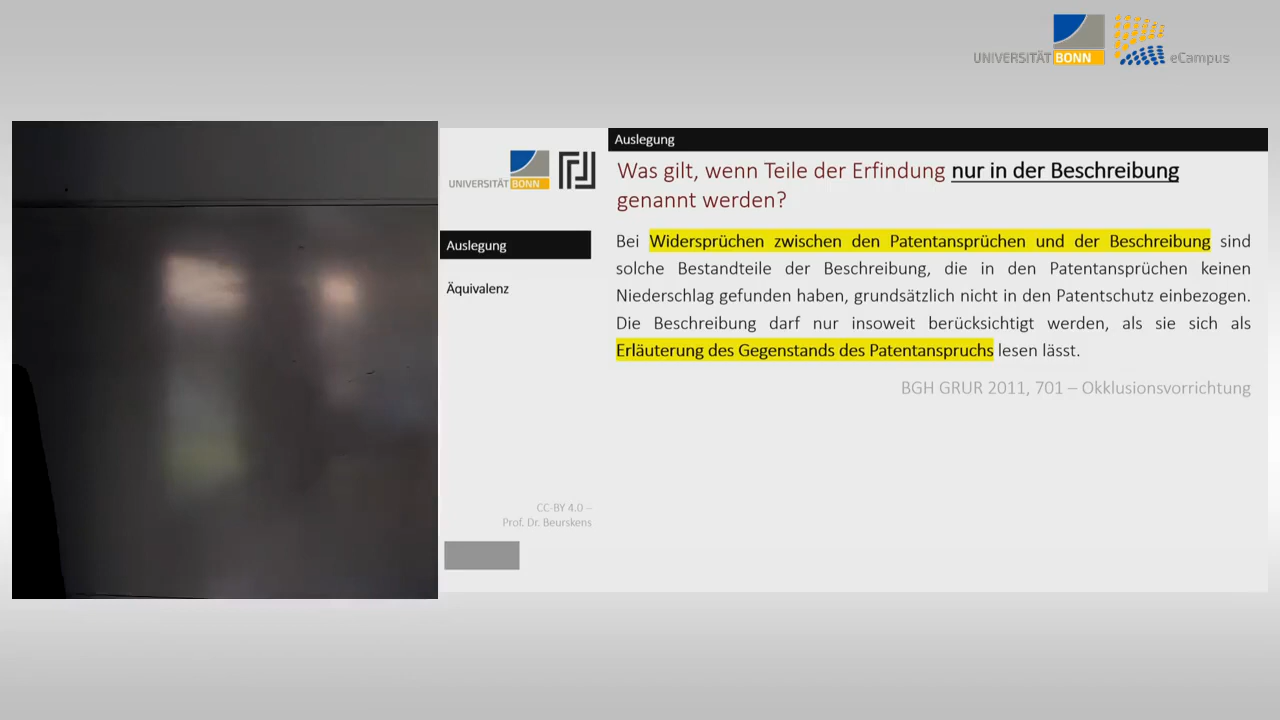 UNIVERSITÄT BONN eCampus
UNIVERSITÄT BONN
Auslegung
Äquivalenz
CC-BY 4.0 –
Prof. Dr. Beurskens
Auslegung
Was gilt, wenn Teile der Erfindung nur in der Beschreibung
genannt werden?
Bei Widersprüchen zwischen den Patentansprüchen und der Beschreibung sind
solche Bestandteile der Beschreibung, die in den Patentansprüchen keinen
Niederschlag gefunden haben, grundsätzlich nicht in den Patentschutz einbezogen.
Die Beschreibung darf nur insoweit berücksichtigt werden, als sie sich als
Erläuterung des Gegenstands des Patentanspruchs lesen lässt.
BGH GRUR 2011, 701 – Okklusionsvorrichtung